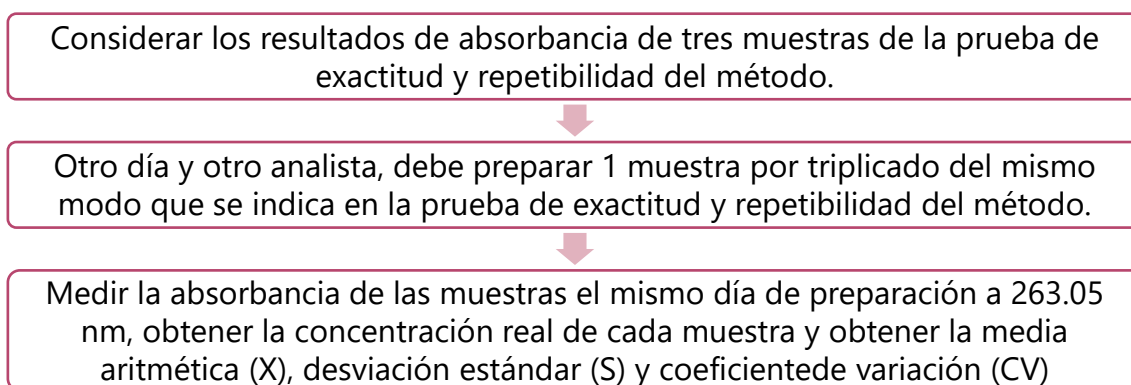 Considerar los resultados de absorbancia de tres muestras de la prueba de
exactitud y repetibilidad del método.
Otro día y otro analista, debe preparar 1 muestra por triplicado del mismo
modo que se indica en la prueba de exactitud y repetibilidad del método.
Medir la absorbancia de las muestras el mismo día de preparación a 263.05
nm, obtener la concentración real de cada muestra y obtener la media
aritmética (X), desviación estándar (S) y coeficientede variación (CV)